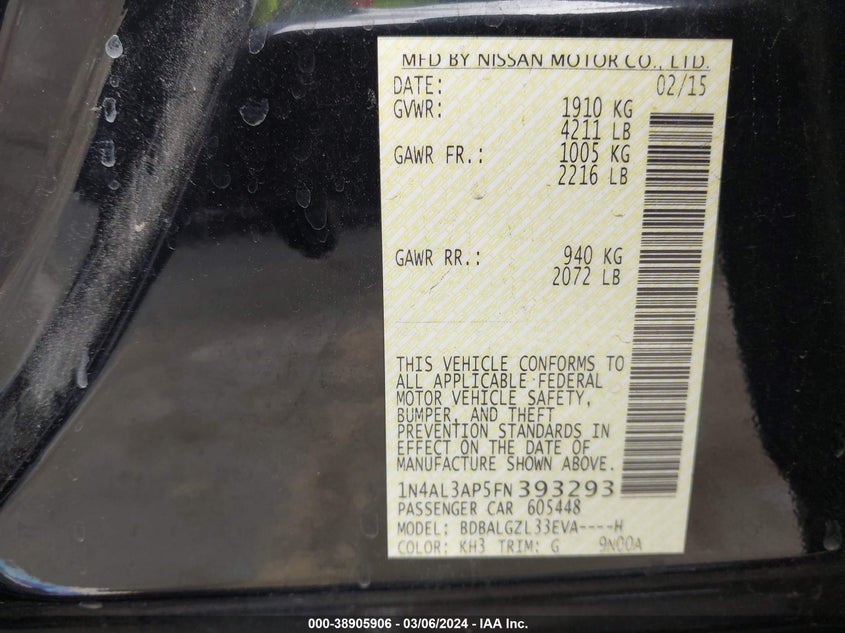 MFD BY NISSAN MOTOR CO., LTD.
DATE: 02/15
GVWR: 1910 KG
4211 LB
GAWR FR.: 1005 KG
2216 LB
GAWR RR.: 940 KG
2072 LB
THIS VEHICLE CONFORMS TO
ALL APPLICABLE FEDERAL
MOTOR VEHICLE SAFETY,
BUMPER, AND THEFT
PREVENTION STANDARDS IN
EFFECT ON THE DATE OF
MANUFACTURE SHOWN ABOVE.
1N4AL3AP5FN393293
PASSENGER CAR 605448
MODEL: BDBALGZL33EVA----H
COLOR: KH3 TRIM: G 9N00A
000-38905906 - 03/06/2024 - IAA Inc.